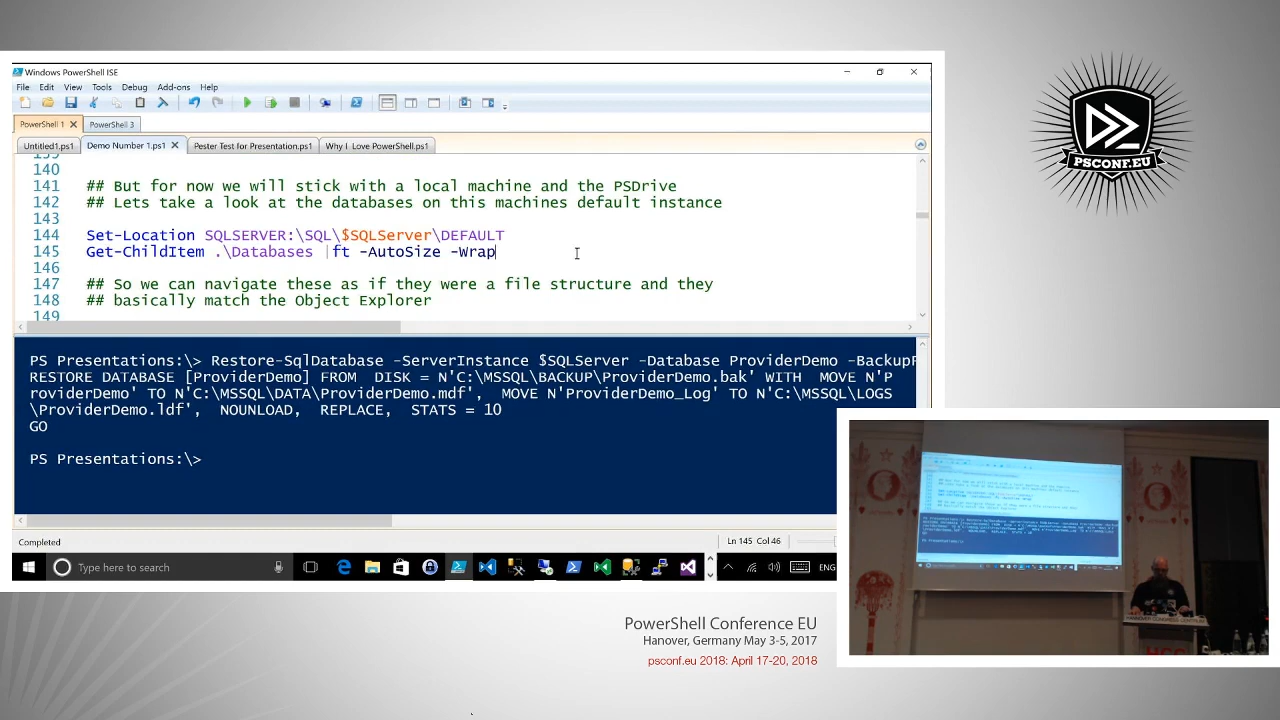 Windows PowerShell ISE
File Edit View Tools Debug Add-ons Help
PowerShell 1 PowerShell 3
Untitled1.ps1 Demo Number 1.ps1 Pester Test for Presentation.ps1 Why I Love PowerShell.ps1
139
140
141 ## But for now we will stick with a local machine and the PSDrive
142 ## Lets take a look at the databases on this machines default instance
143
144 Set-Location SQLSERVER:\SQL\$SQLServer\DEFAULT
145 Get-ChildItem .\Databases |ft -AutoSize -Wrap
146
147 ## So we can navigate these as if they were a file structure and they
148 ## basically match the Object Explorer
149
PS Presentations:\> Restore-SqlDatabase -ServerInstance $SQLServer -Database ProviderDemo -BackupF
RESTORE DATABASE [ProviderDemo] FROM  DISK = N'C:\MSSQL\BACKUP\ProviderDemo.bak' WITH  MOVE N'P
roviderDemo' TO N'C:\MSSQL\DATA\ProviderDemo.mdf',  MOVE N'ProviderDemo_Log' TO N'C:\MSSQL\LOGS
\ProviderDemo.ldf',  NOUNLOAD,  REPLACE,  STATS = 10
GO
PS Presentations:\>
Completed
Ln 145 Col 46
Type here to search
ENG
PSCONF.EU
PowerShell Conference EU
Hanover, Germany May 3-5, 2017
psconf.eu 2018: April 17-20, 2018
HANNOVER CONGRESS CENTRUM
HCC